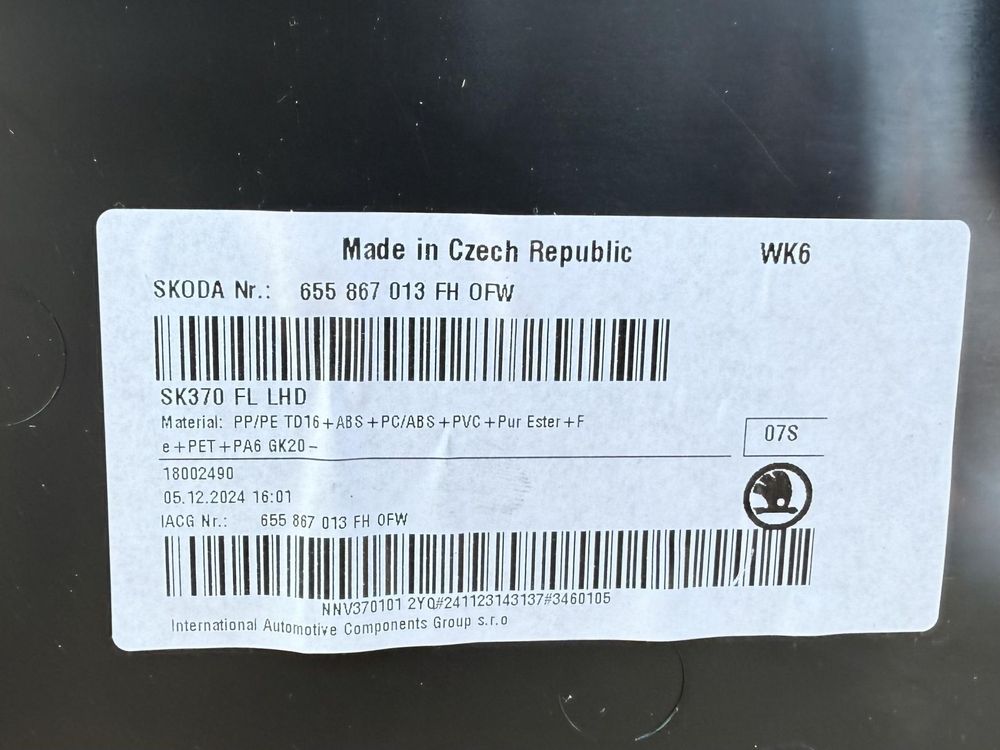 Made in Czech Republic WK6
SKODA Nr.: 655 867 013 FH OFW
SK370 FL LHD
Material: PP/PE TD16+ABS+PC/ABS+PVC+Pur Ester+F
e+PET+PA6 GK20-
07S
18002490
05.12.2024 16:01
IACG Nr.: 655 867 013 FH OFW
NNV370101 2YQ#241123143137#3460105
International Automotive Components Group s.r.o